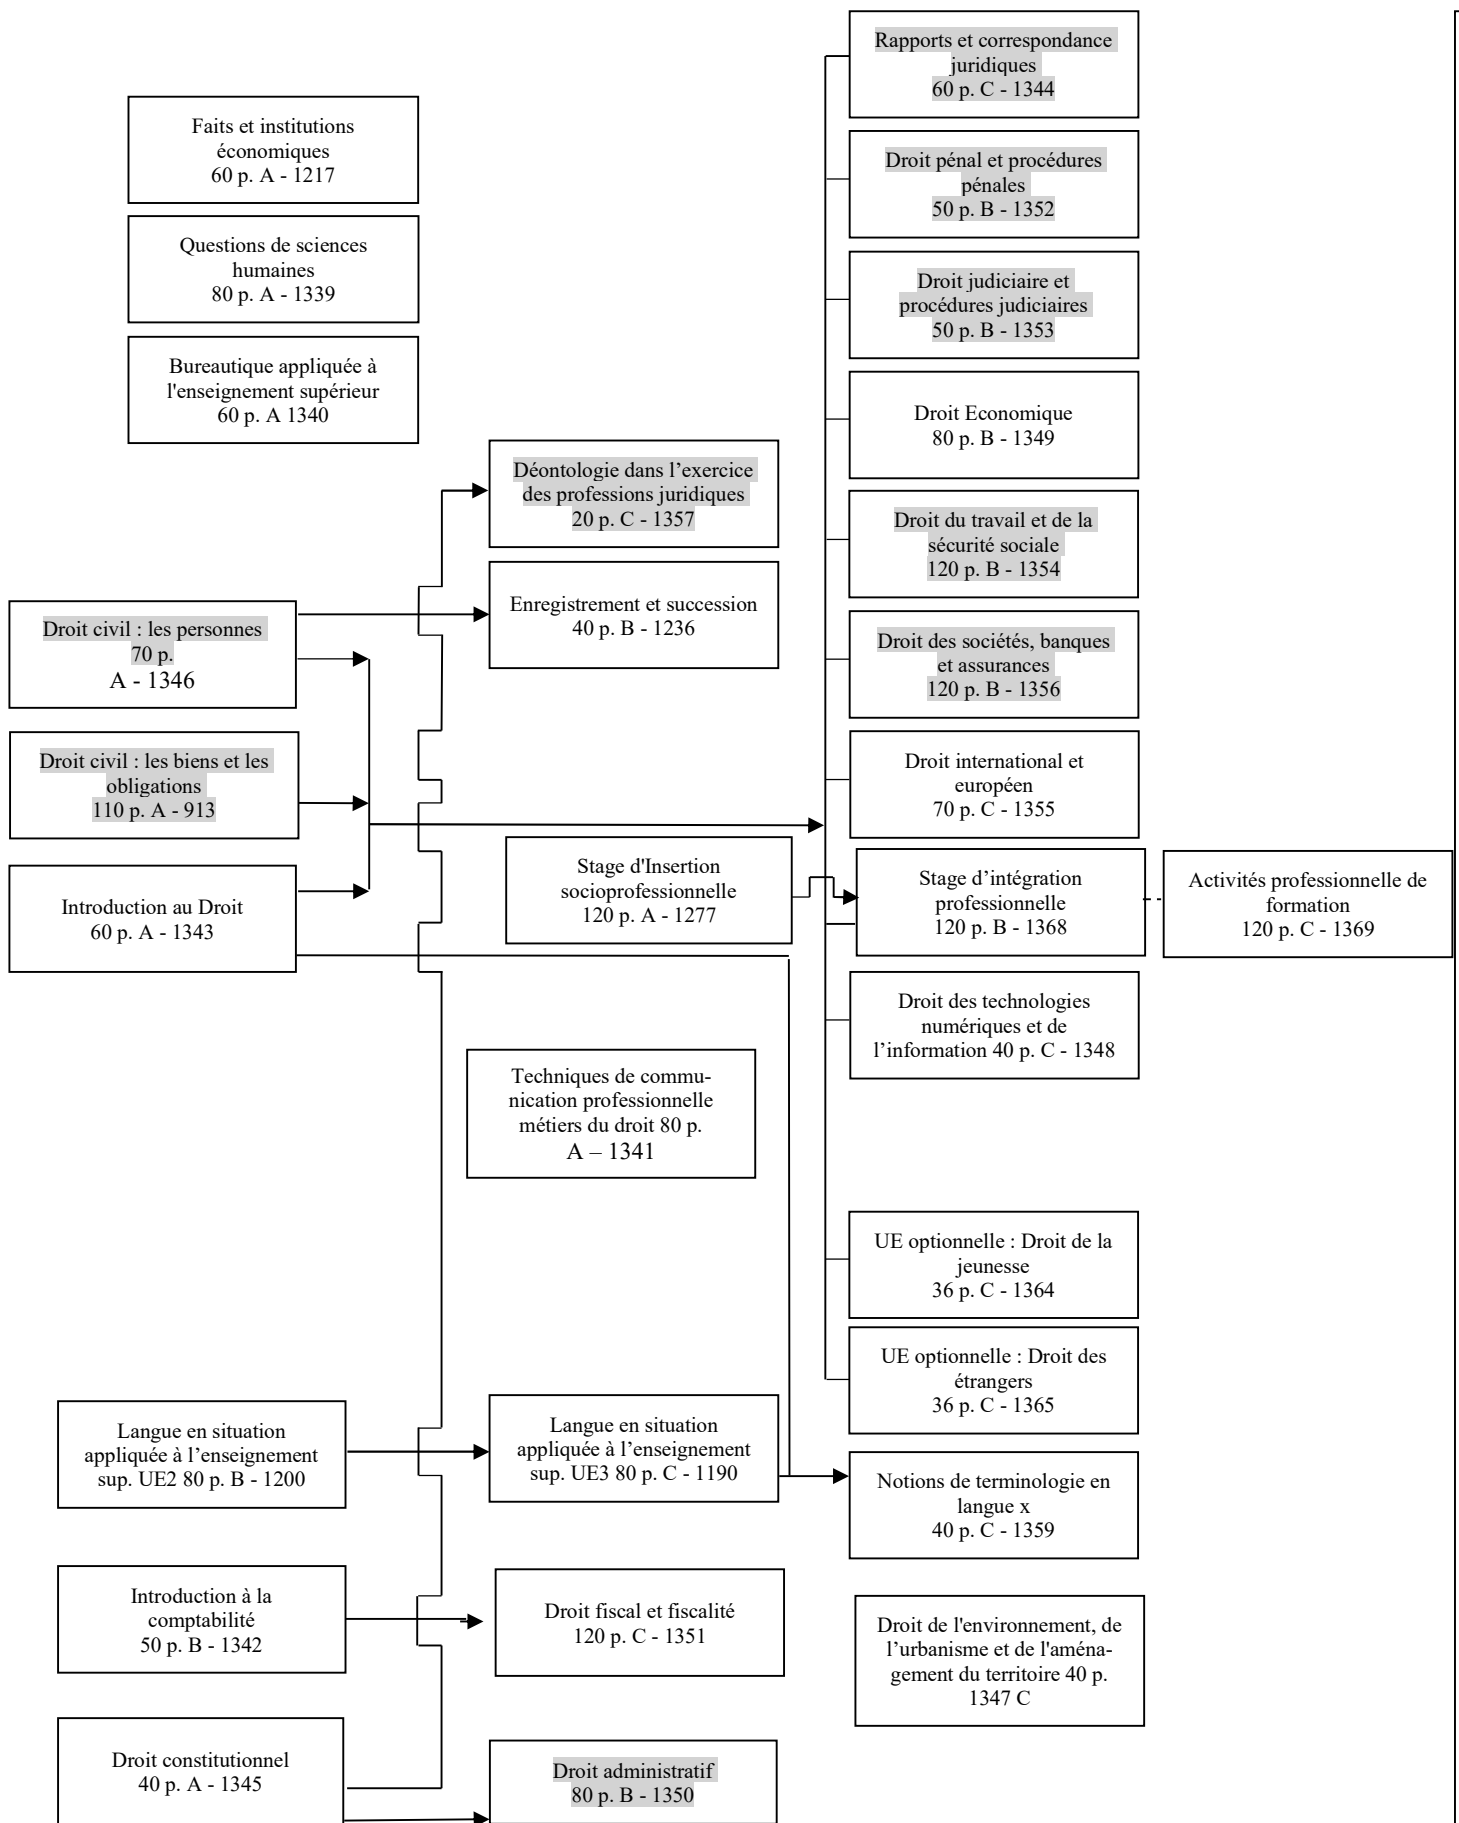 Rapports et correspondance
juridiques
60 p. C - 1344
Faits et institutions
économiques
60 p. A - 1217
Droit pénal et procédures
pénales
50 p. B - 1352
Questions de sciences
humaines
80 p. A - 1339
Droit judiciaire et
procédures judiciaires
50 p. B - 1353
Bureautique appliquée à
l'enseignement supérieur
60 p. A 1340
Droit Economique
80 p. B - 1349
Déontologie dans l’exercice
des professions juridiques
20 p. C - 1357
Droit du travail et de la
sécurité sociale
120 p. B - 1354
Enregistrement et succession
40 p. B - 1236
Droit civil : les personnes
70 p.
A - 1346
Droit des sociétés, banques
et assurances
120 p. B - 1356
Droit civil : les biens et les
obligations
110 p. A - 913
Droit international et
européen
70 p. C - 1355
Introduction au Droit
60 p. A - 1343
Stage d'Insertion
socioprofessionnelle
120 p. A - 1277
Stage d’intégration
professionnelle
120 p. B - 1368
Activités professionnelle de
formation
120 p. C - 1369
Droit des technologies
numériques et de
l’information 40 p. C - 1348
Techniques de commu-
nication professionnelle
métiers du droit 80 p.
A – 1341
UE optionnelle : Droit de la
jeunesse
36 p. C - 1364
UE optionnelle : Droit des
étrangers
36 p. C - 1365
Langue en situation
appliquée à l’enseignement
sup. UE2 80 p. B - 1200
Langue en situation
appliquée à l’enseignement
sup. UE3 80 p. C - 1190
Notions de terminologie en
langue x
40 p. C - 1359
Introduction à la
comptabilité
50 p. B - 1342
Droit fiscal et fiscalité
120 p. C - 1351
Droit de l'environnement, de
l’urbanisme et de l'aména-
gement du territoire 40 p.
1347 C
Droit constitutionnel
40 p. A - 1345
Droit administratif
80 p. B - 1350